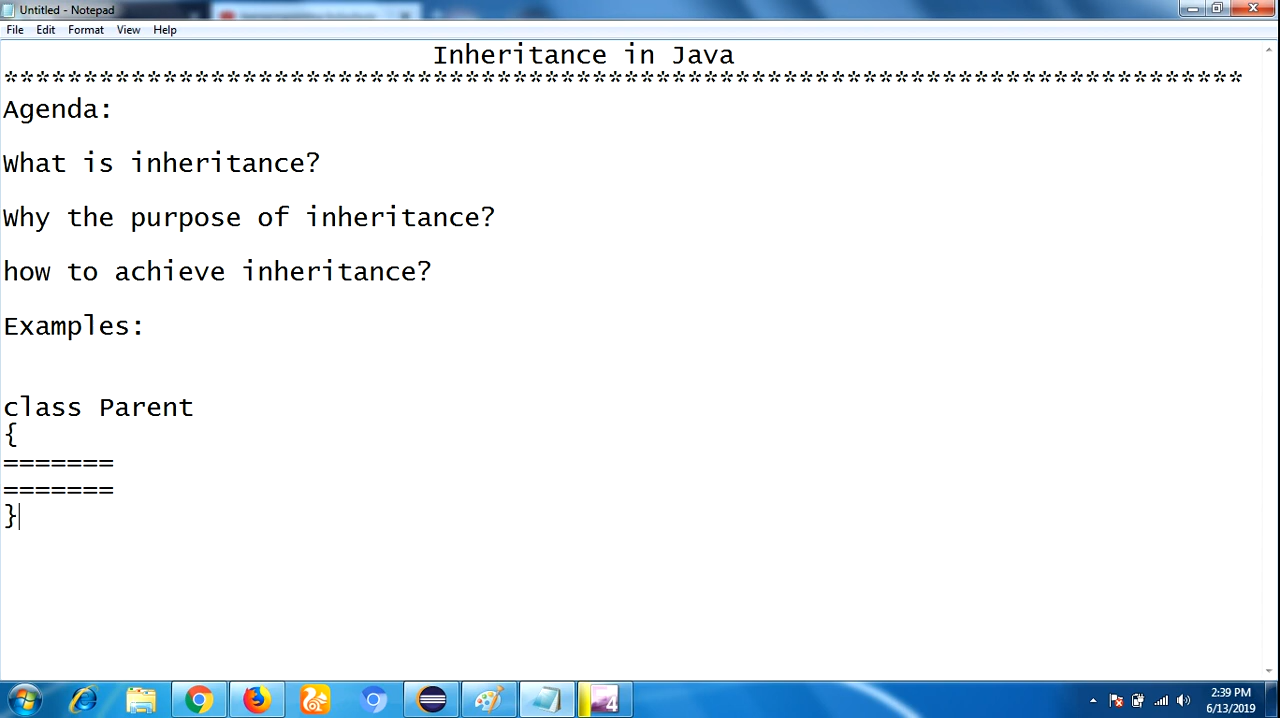 Untitled - Notepad
File Edit Format View Help
Inheritance in Java
******************************************************************************
Agenda:
What is inheritance?
Why the purpose of inheritance?
how to achieve inheritance?
Examples:
class Parent
{
=======
=======
}
4
2:39 PM
6/13/2019